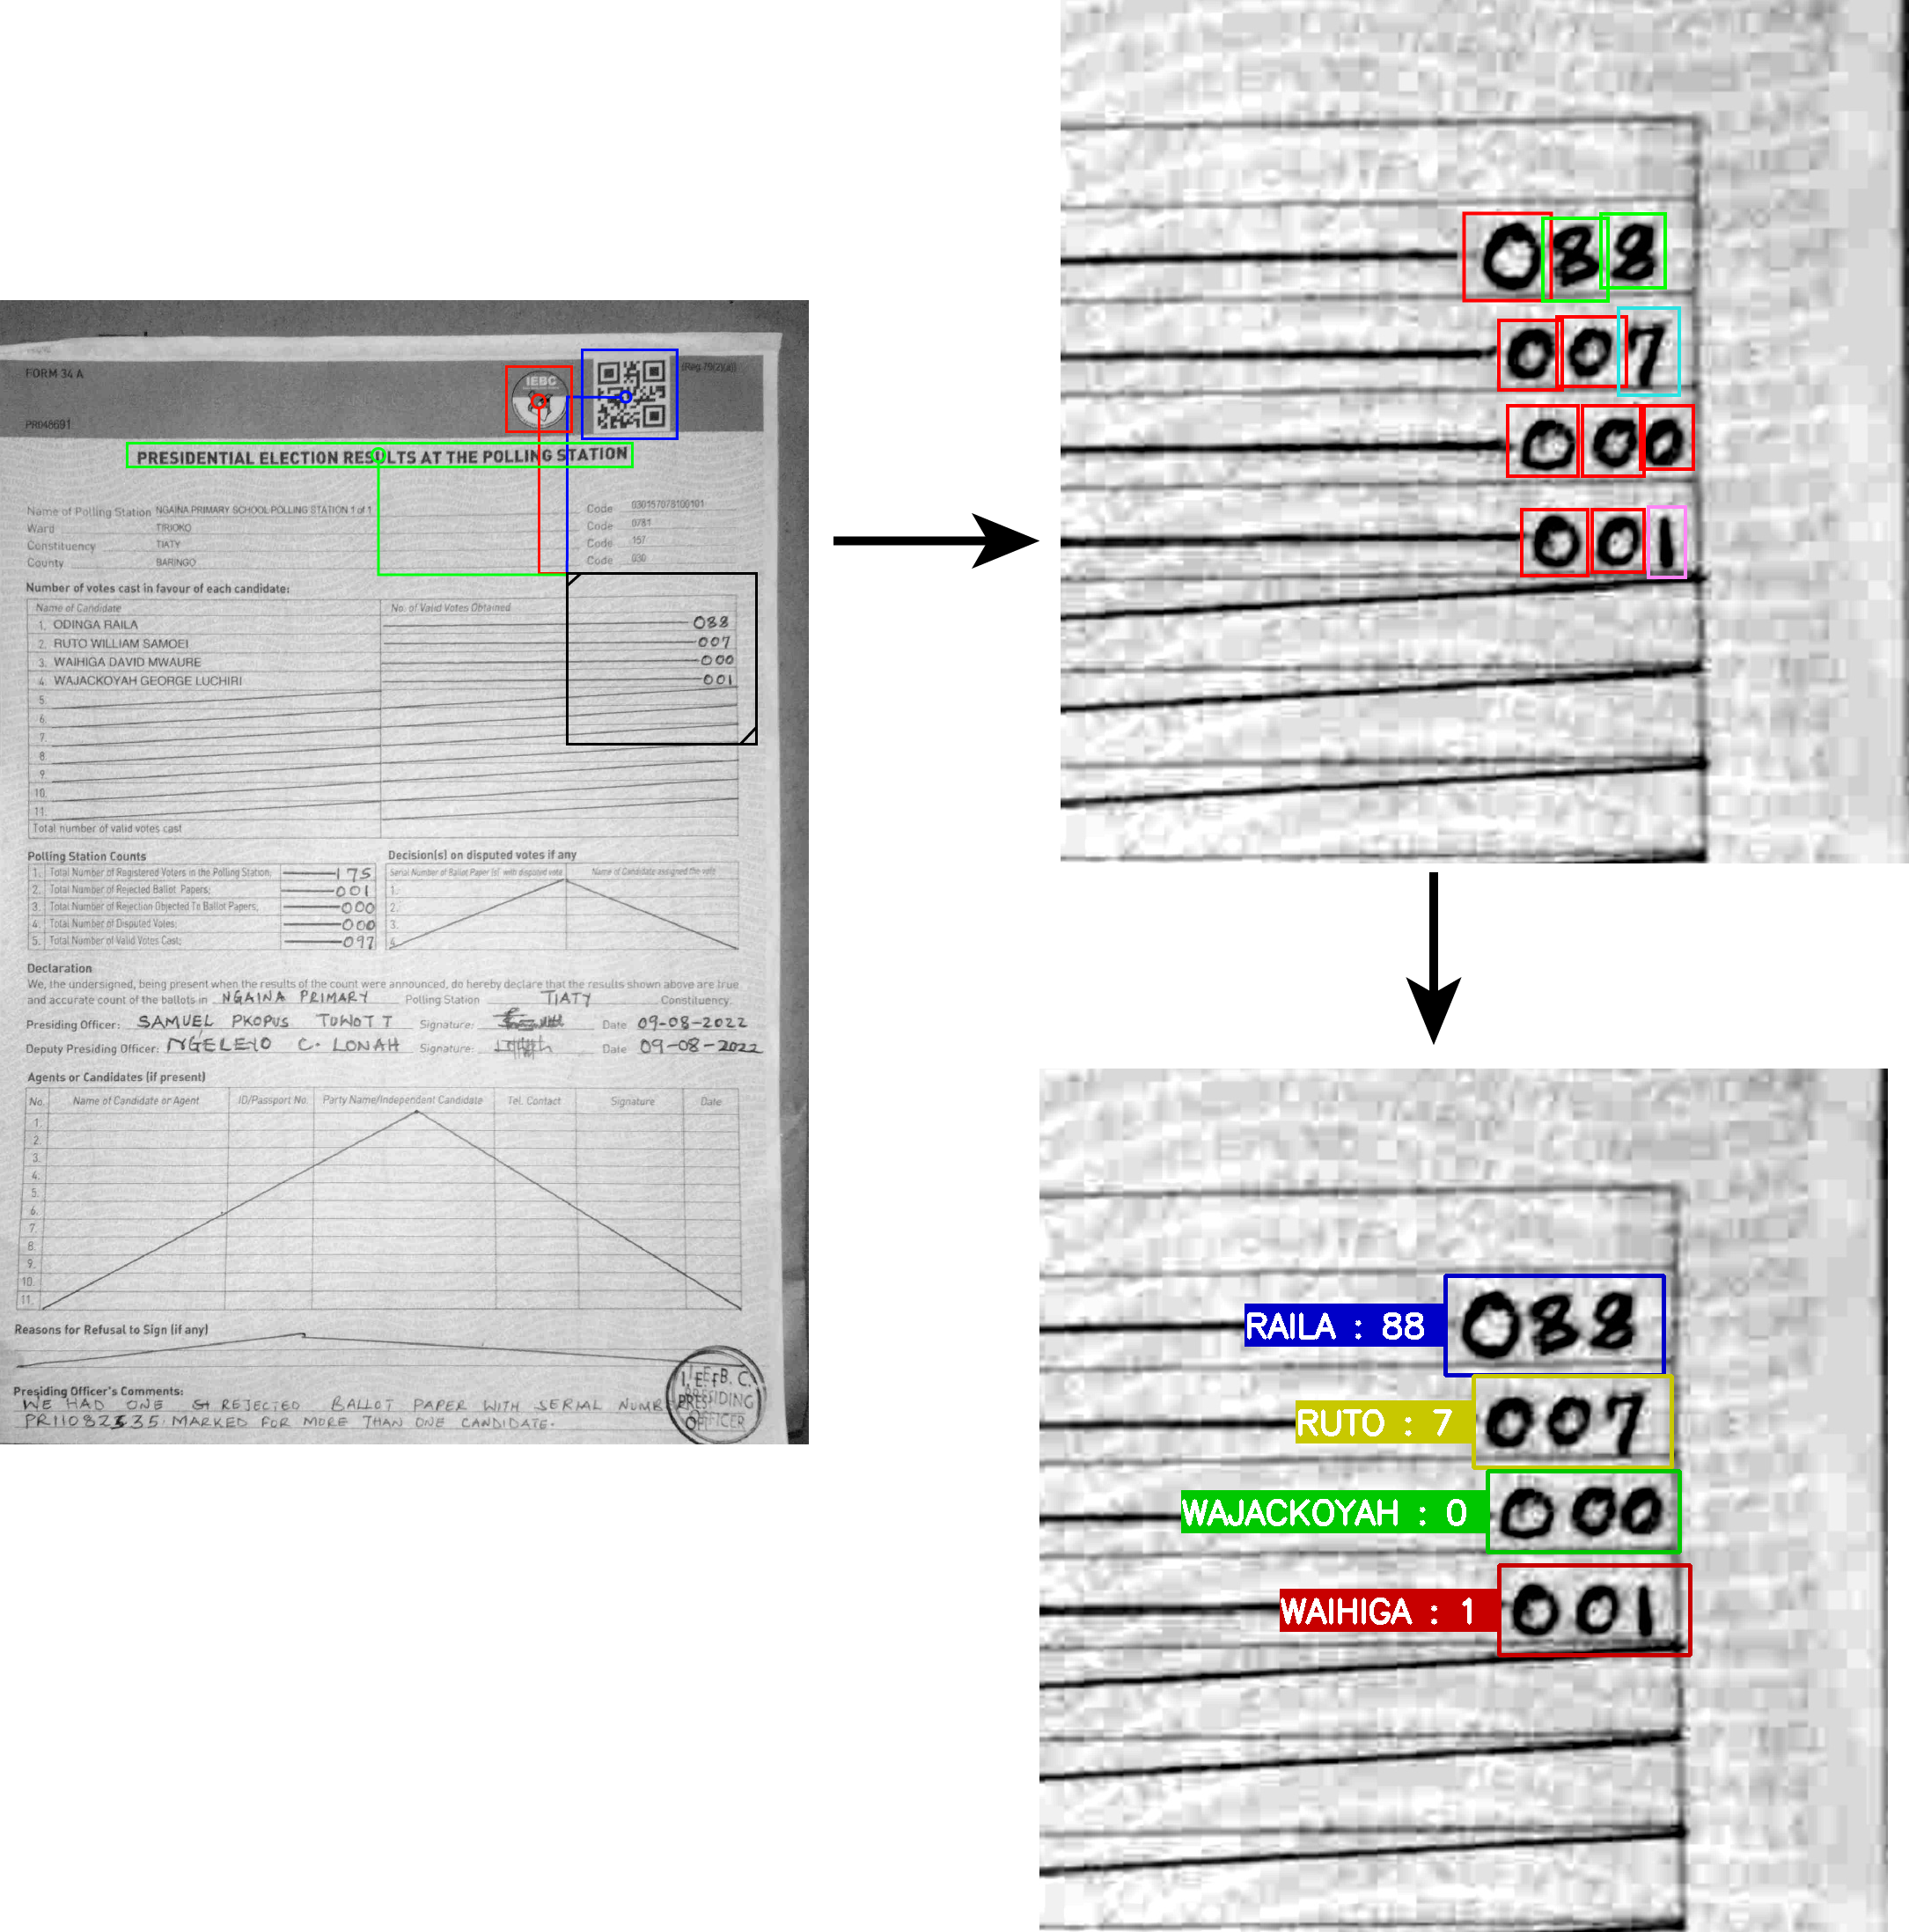 FORM 34 A
(Reg.79(2)(a))
IEBC
PR048691
PRESIDENTIAL ELECTION RESULTS AT THE POLLING STATION
Name of Polling Station NGAINA PRIMARY SCHOOL POLLING STATION 1 of 1 Code 030157078100101
Ward TIRIOKO Code 0781
Constituency TIATY Code 157
County BARINGO Code 030
Number of votes cast in favour of each candidate:
Name of Candidate No. of Valid Votes Obtained
1. ODINGA RAILA 088
2. RUTO WILLIAM SAMOEI 007
3. WAIHIGA DAVID MWAURE 000
4. WAJACKOYAH GEORGE LUCHIRI 001
5.
6.
7.
8.
9.
10.
11.
Total number of valid votes cast
Polling Station Counts
1. Total Number of Registered Voters in the Polling Station; 175
2. Total Number of Rejected Ballot Papers; 001
3. Total Number of Rejection Objected To Ballot Papers; 000
4. Total Number of Disputed Votes; 000
5. Total Number of Valid Votes Cast; 097
Decision(s) on disputed votes if any
Serial Number of Ballot Paper (s) with disputed vote Name of Candidate assigned the vote
1.
2.
3.
4.
Declaration
We, the undersigned, being present when the results of the count were announced, do hereby declare that the results shown above are true
and accurate count of the ballots in NGAINA PRIMARY Polling Station TIATY Constituency.
Presiding Officer: SAMUEL PKOPUS TOWOTT Signature: Date 09-08-2022
Deputy Presiding Officer: NGELEYO C. LONAH Signature: Date 09-08-2022
Agents or Candidates (if present)
No. Name of Candidate or Agent ID/Passport No. Party Name/Independent Candidate Tel. Contact Signature Date
1.
2.
3.
4.
5.
6.
7.
8.
9.
10.
11.
Reasons for Refusal to Sign (if any)
Presiding Officer's Comments:
WE HAD ONE REJECTED BALLOT PAPER WITH SERIAL NUMB
MARKED FOR MORE THAN ONE CANDIDATE.
I.E.B.C.
PRESIDING
OFFICER
088
007
000
001
RAILA : 88 088
RUTO : 7 007
WAJACKOYAH : 0 000
WAIHIGA : 1 001